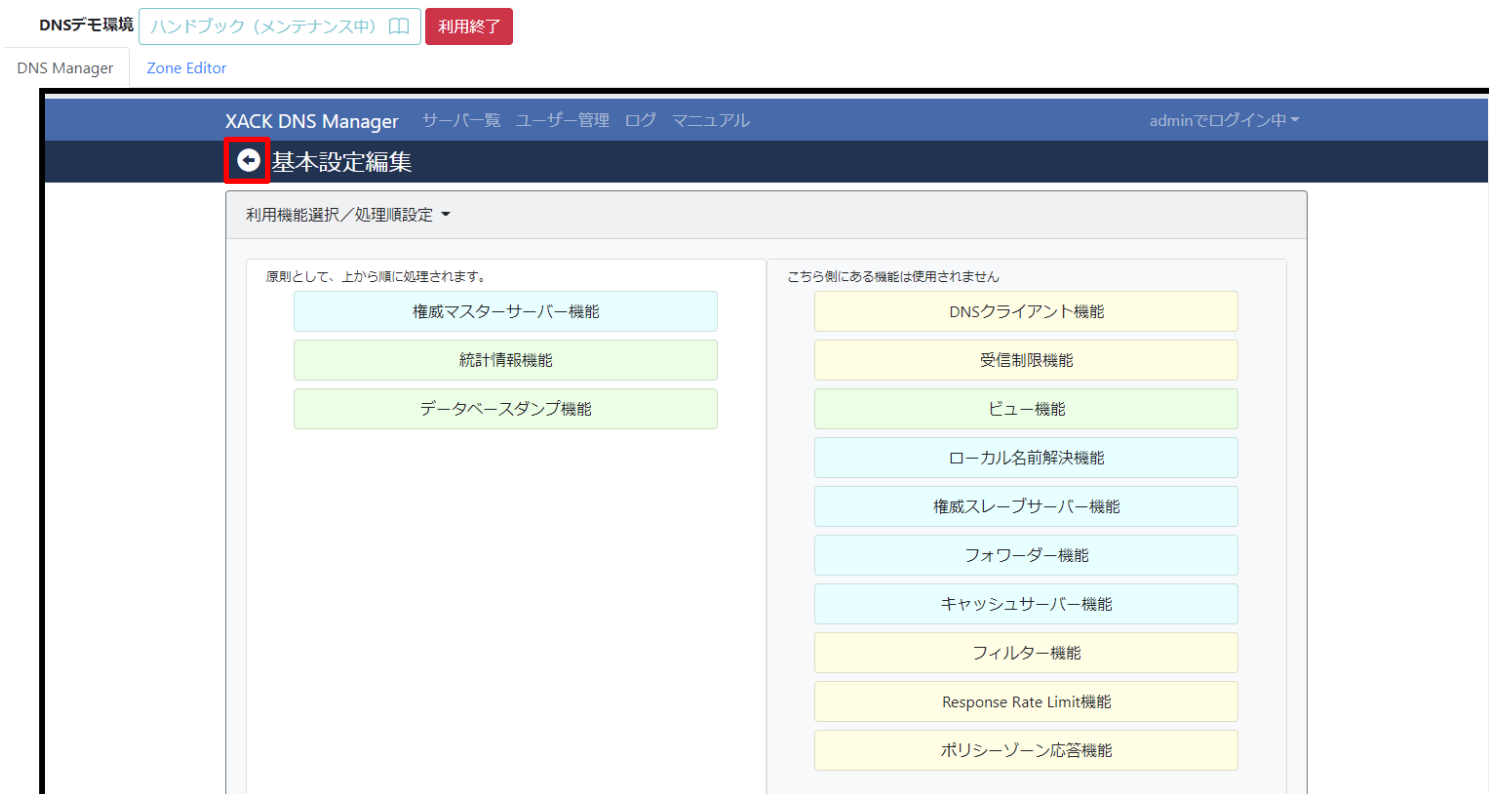 DNSデモ環境 ハンドブック（メンテナンス中） 利用終了
DNS Manager Zone Editor
XACK DNS Manager サーバ一覧 ユーザー管理 ログ マニュアル adminでログイン中
基本設定編集
利用機能選択／処理順設定
原則として、上から順に処理されます。
権威マスターサーバー機能
統計情報機能
データベースダンプ機能
こちら側にある機能は使用されません
DNSクライアント機能
受信制限機能
ビュー機能
ローカル名前解決機能
権威スレーブサーバー機能
フォワーダー機能
キャッシュサーバー機能
フィルター機能
Response Rate Limit機能
ポリシーゾーン応答機能